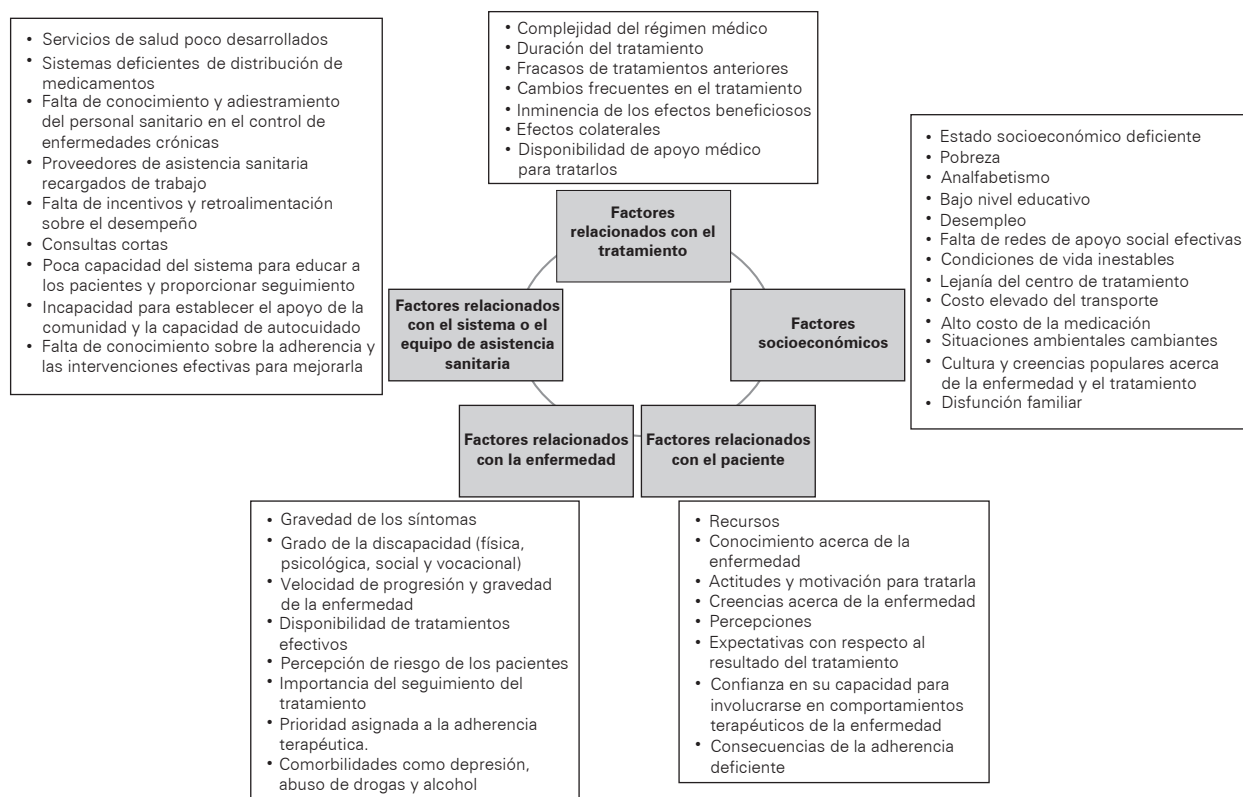 • Servicios de salud poco desarrollados
• Sistemas deficientes de distribución de
medicamentos
• Falta de conocimiento y adiestramiento
del personal sanitario en el control de
enfermedades crónicas
• Proveedores de asistencia sanitaria
recargados de trabajo
• Falta de incentivos y retroalimentación
sobre el desempeño
• Consultas cortas
• Poca capacidad del sistema para educar a
los pacientes y proporcionar seguimiento
• Incapacidad para establecer el apoyo de la
comunidad y la capacidad de autocuidado
• Falta de conocimiento sobre la adherencia y
las intervenciones efectivas para mejorarla
• Complejidad del régimen médico
• Duración del tratamiento
• Fracasos de tratamientos anteriores
• Cambios frecuentes en el tratamiento
• Inminencia de los efectos beneficiosos
• Efectos colaterales
• Disponibilidad de apoyo médico
para tratarlos
• Estado socioeconómico deficiente
• Pobreza
• Analfabetismo
• Bajo nivel educativo
• Desempleo
• Falta de redes de apoyo social efectivas
• Condiciones de vida inestables
• Lejanía del centro de tratamiento
• Costo elevado del transporte
• Alto costo de la medicación
• Situaciones ambientales cambiantes
• Cultura y creencias populares acerca
de la enfermedad y el tratamiento
• Disfunción familiar
Factores
relacionados con el
tratamiento
Factores relacionados
con el sistema o el
equipo de asistencia
sanitaria
Factores
socioeconómicos
Factores relacionados
con la enfermedad
Factores relacionados
con el paciente
• Gravedad de los síntomas
• Grado de la discapacidad (física,
psicológica, social y vocacional)
• Velocidad de progresión y gravedad
de la enfermedad
• Disponibilidad de tratamientos
efectivos
• Percepción de riesgo de los pacientes
• Importancia del seguimiento del
tratamiento
• Prioridad asignada a la adherencia
terapéutica.
• Comorbilidades como depresión,
abuso de drogas y alcohol
• Recursos
• Conocimiento acerca de la
enfermedad
• Actitudes y motivación para tratarla
• Creencias acerca de la enfermedad
• Percepciones
• Expectativas con respecto al
resultado del tratamiento
• Confianza en su capacidad para
involucrarse en comportamientos
terapéuticos de la enfermedad
• Consecuencias de la adherencia
deficiente